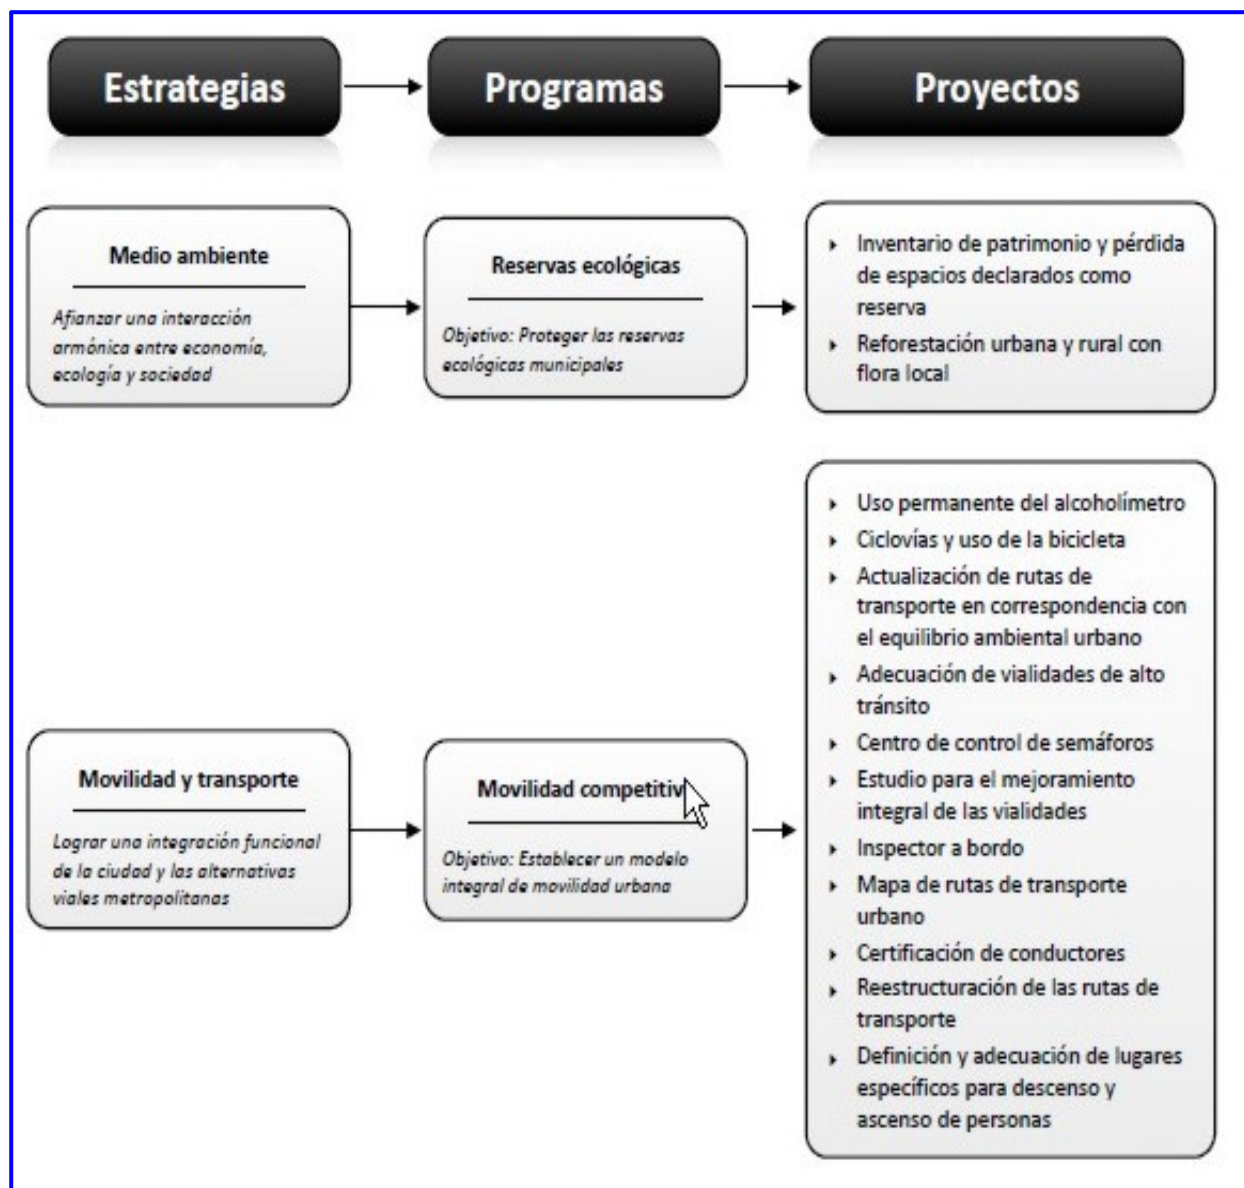 Estrategias
Programas
Proyectos
Medio ambiente
Afianzar una interacción
armónica entre economía,
ecología y sociedad
Reservas ecológicas
Objetivo: Proteger las reservas
ecológicas municipales
Inventario de patrimonio y pérdida
de espacios declarados como
reserva
Reforestación urbana y rural con
flora local
Movilidad y transporte
Lograr una integración funcional
de la ciudad y las alternativas
viales metropolitanas
Movilidad competitiv
Objetivo: Establecer un modelo
integral de movilidad urbana
Uso permanente del alcoholímetro
Ciclovías y uso de la bicicleta
Actualización de rutas de
transporte en correspondencia con
el equilibrio ambiental urbano
Adecuación de vialidades de alto
tránsito
Centro de control de semáforos
Estudio para el mejoramiento
integral de las vialidades
Inspector a bordo
Mapa de rutas de transporte
urbano
Certificación de conductores
Reestructuración de las rutas de
transporte
Definición y adecuación de lugares
específicos para descenso y
ascenso de personas